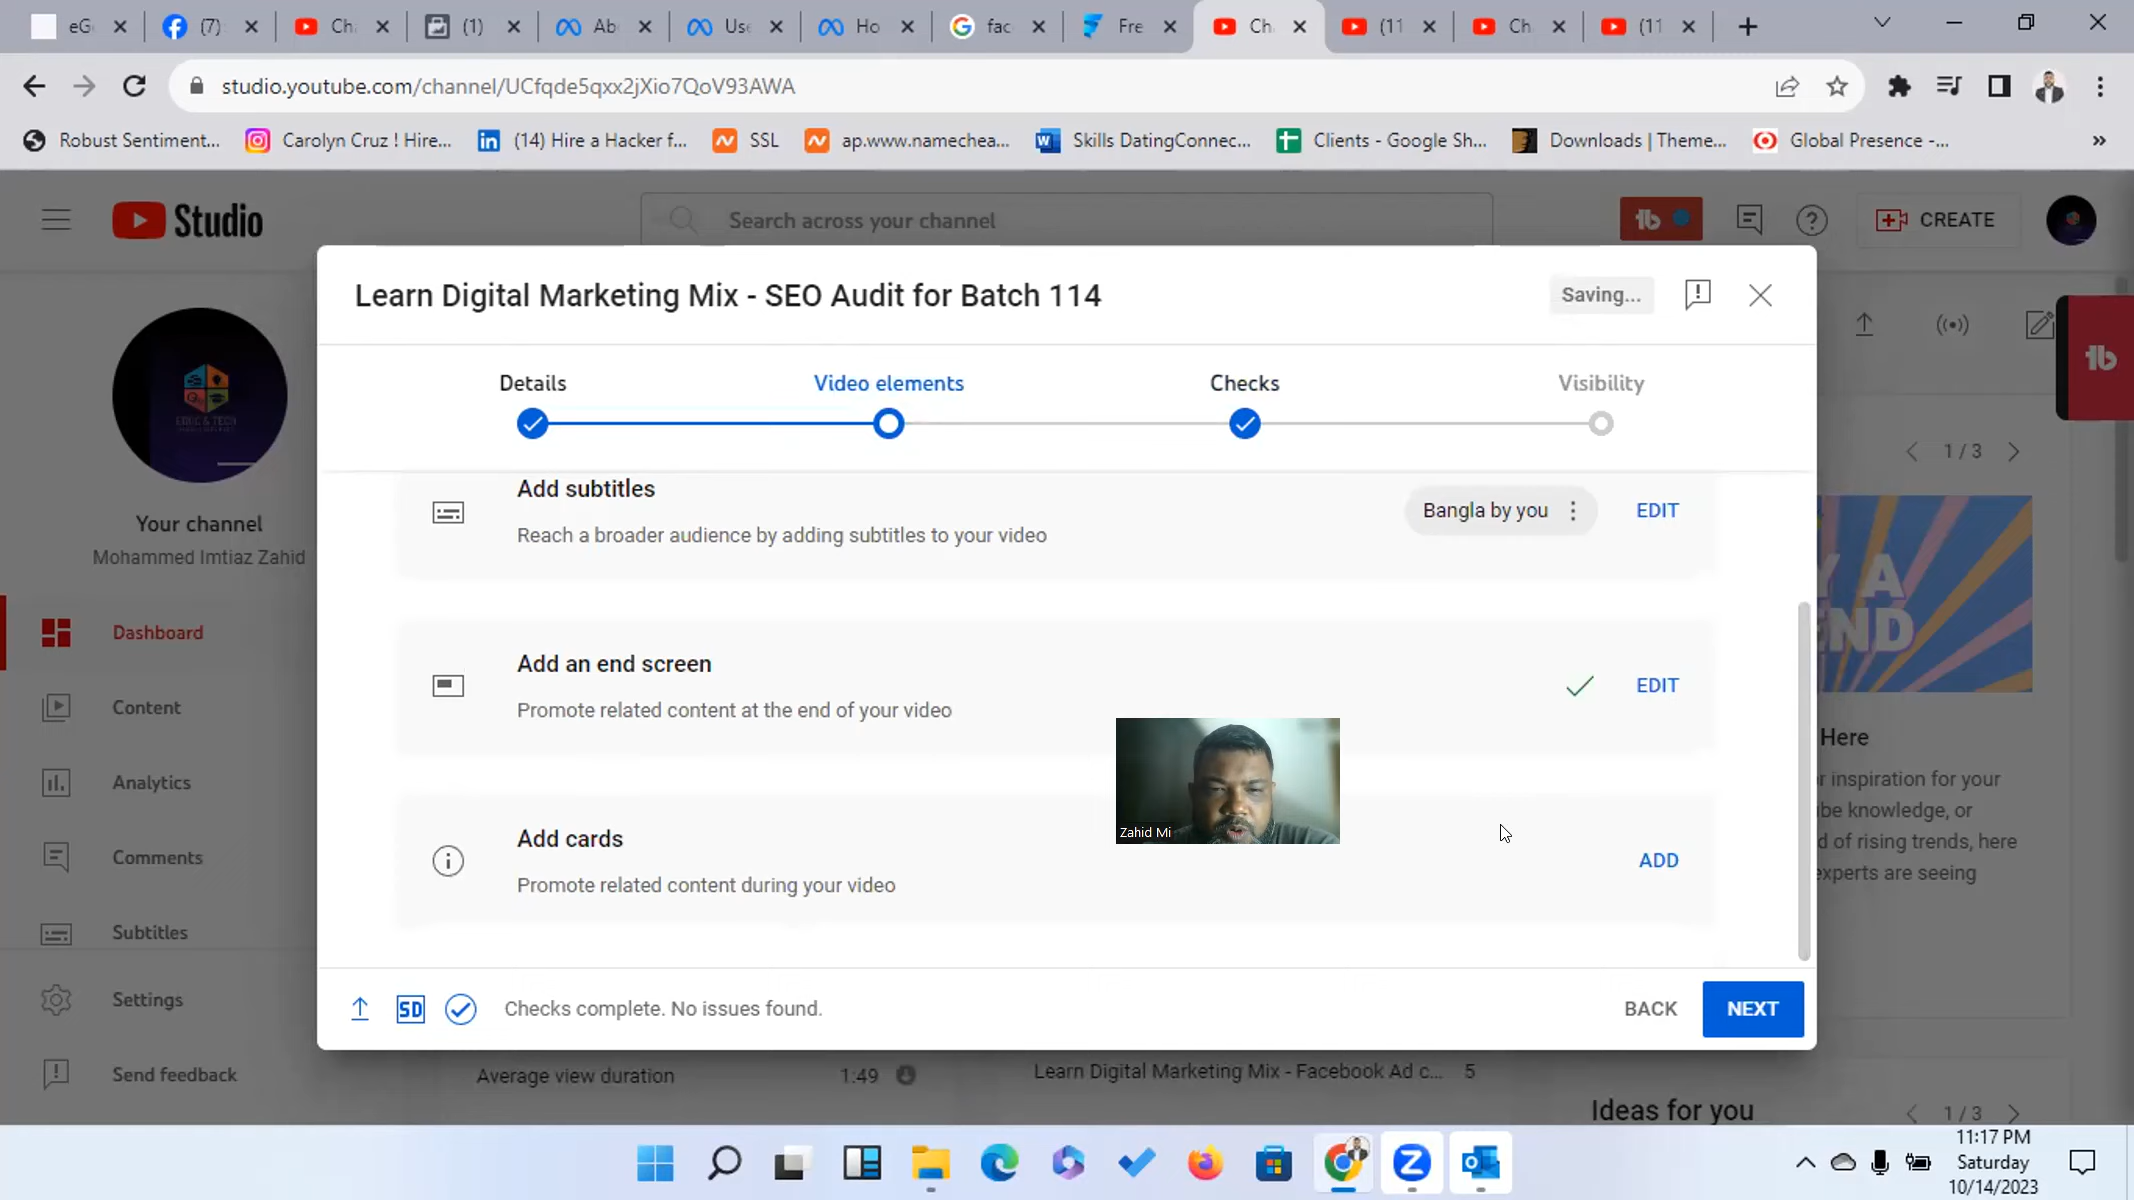 eG
(7)
Ch
(1)
Ab
Use
Ho
fac
Fre
Ch
(11
Ch
(11
studio.youtube.com/channel/UCfqde5qxx2jXio7QoV93AWA
Robust Sentiment...
Carolyn Cruz ! Hire...
(14) Hire a Hacker f...
SSL
ap.www.namechea...
Skills DatingConnec...
Clients - Google Sh...
Downloads | Theme...
Global Presence -...
Studio
Search across your channel
CREATE
Learn Digital Marketing Mix - SEO Audit for Batch 114
Saving...
Details
Video elements
Checks
Visibility
1 / 3
Add subtitles
Reach a broader audience by adding subtitles to your video
Bangla by you
EDIT
Add an end screen
Promote related content at the end of your video
EDIT
Add cards
Promote related content during your video
ADD
Zahid Mi
SD
Checks complete. No issues found.
BACK
NEXT
EDUC & TECH
Your channel
Mohammed Imtiaz Zahid
Dashboard
Content
Analytics
Comments
Subtitles
Settings
Send feedback
Y A
END
Here
r inspiration for your
be knowledge, or
d of rising trends, here
experts are seeing
Average view duration
1:49
Learn Digital Marketing Mix - Facebook Ad c...
5
Ideas for you
1 / 3
11:17 PM
Saturday
10/14/2023